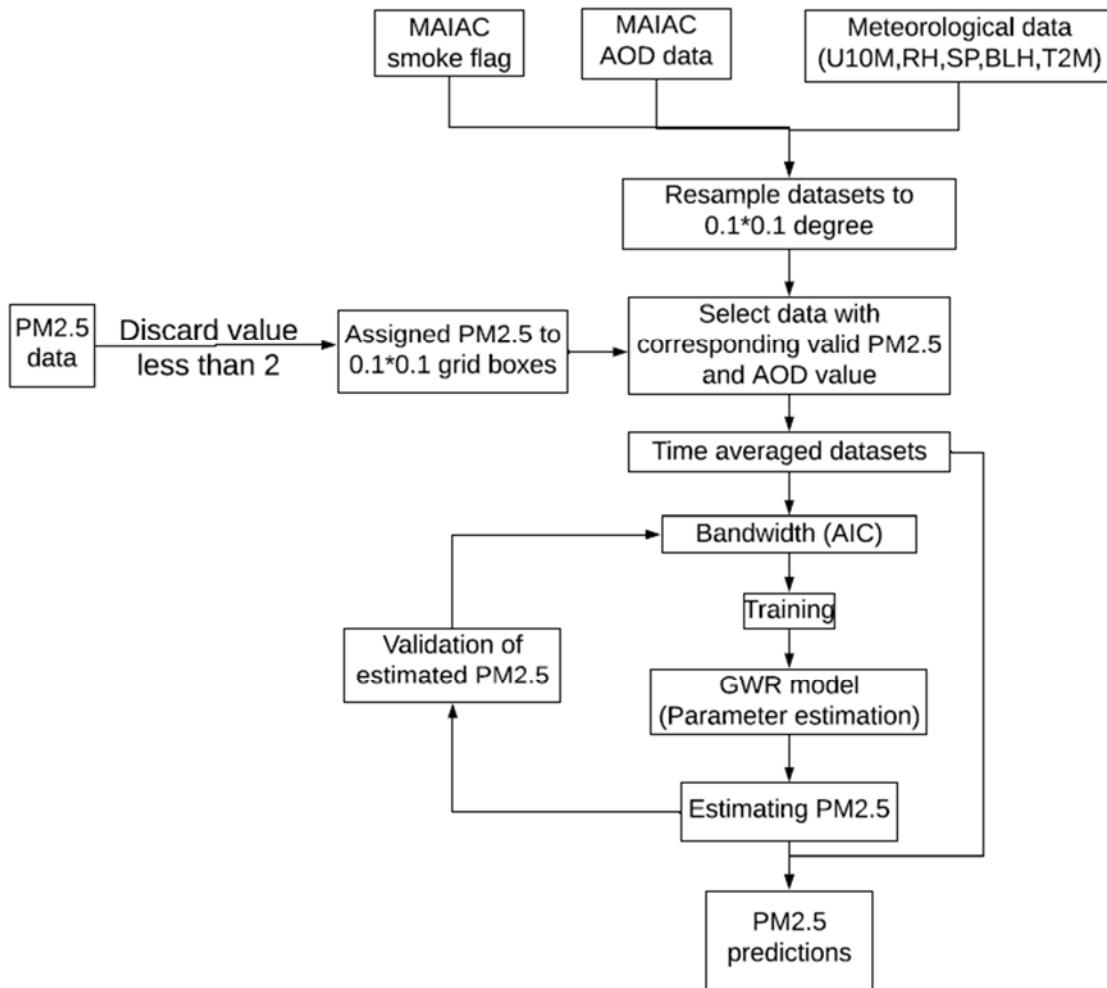 MAIAC
smoke flag
MAIAC
AOD data
Meteorological data
(U10M,RH,SP,BLH,T2M)
Resample datasets to
0.1*0.1 degree
PM2.5
data
Discard value
less than 2
Assigned PM2.5 to
0.1*0.1 grid boxes
Select data with
corresponding valid PM2.5
and AOD value
Time averaged datasets
Bandwidth (AIC)
Training
Validation of
estimated PM2.5
GWR model
(Parameter estimation)
Estimating PM2.5
PM2.5
predictions